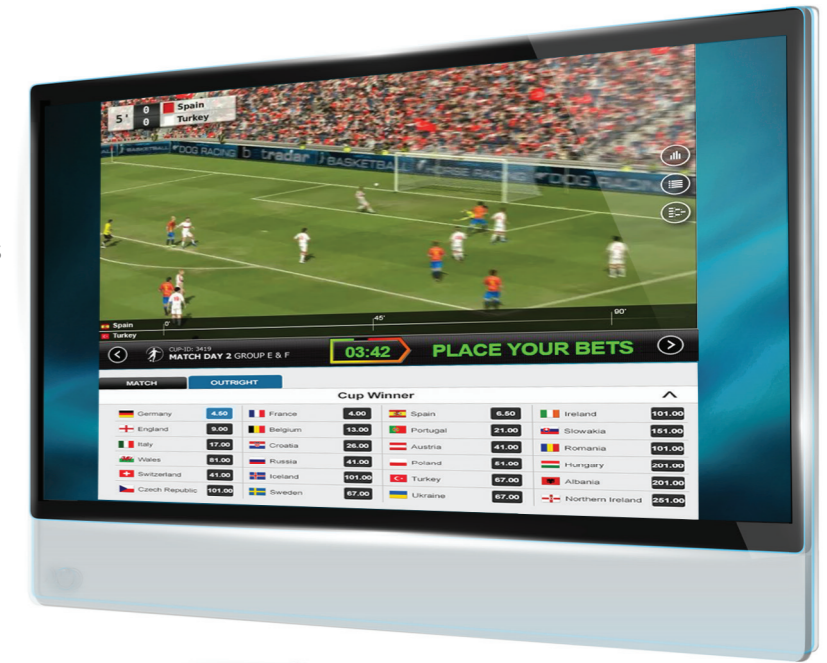 5' 0 Spain
0 Turkey
BASKETBALL DOG RACING b tradar BASKETBALL HORSE RACING DOG RACIN
Spain 0' 45' 90'
Turkey
CUP-ID: 3419
MATCH DAY 2 GROUP E & F 03:42 PLACE YOUR BETS
MATCH OUTRIGHT
Cup Winner
Germany 4.50 France 4.00 Spain 6.50 Ireland 101.00
England 9.00 Belgium 13.00 Portugal 21.00 Slowakia 151.00
Italy 17.00 Croatia 26.00 Austria 41.00 Romania 101.00
Wales 81.00 Russia 41.00 Poland 51.00 Hungary 201.00
Switzerland 41.00 Iceland 101.00 Turkey 67.00 Albania 201.00
Czech Republic 101.00 Sweden 67.00 Ukraine 67.00 Northern Ireland 251.00